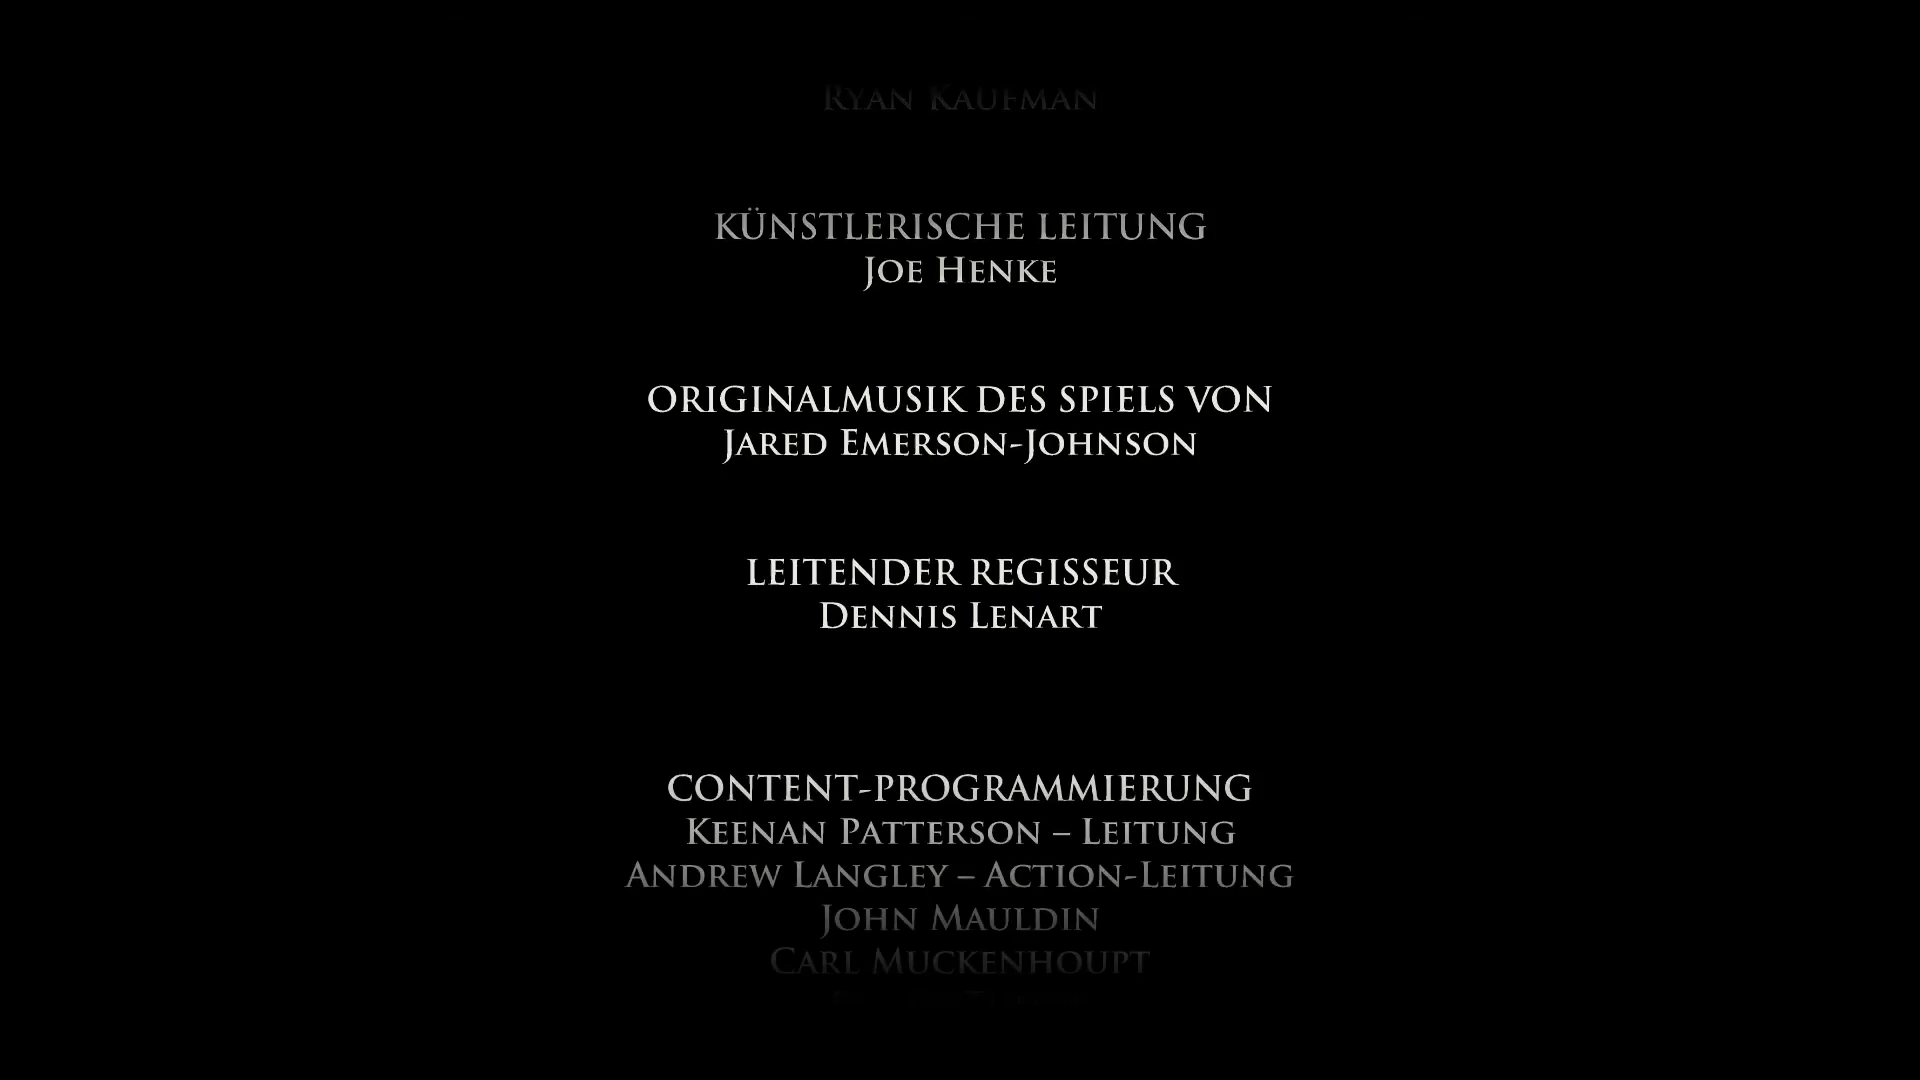 Ryan Kaufman
KÜNSTLERISCHE LEITUNG
Joe Henke
ORIGINALMUSIK DES SPIELS VON
Jared Emerson-Johnson
LEITENDER REGISSEUR
Dennis Lenart
CONTENT-PROGRAMMIERUNG
Keenan Patterson – Leitung
Andrew Langley – Action-Leitung
John Mauldin
Carl Muckenhoupt